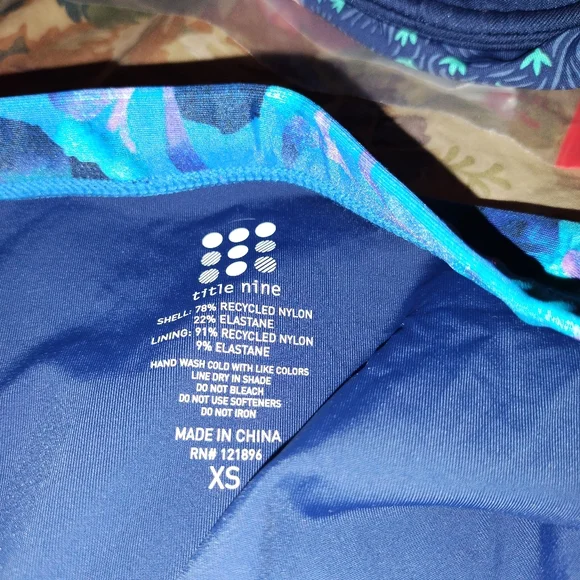 title nine
SHELL: 78% RECYCLED NYLON
22% ELASTANE
LINING: 91% RECYCLED NYLON
9% ELASTANE
HAND WASH COLD WITH LIKE COLORS
LINE DRY IN SHADE
DO NOT BLEACH
DO NOT USE SOFTENERS
DO NOT IRON
MADE IN CHINA
RN# 121896
XS